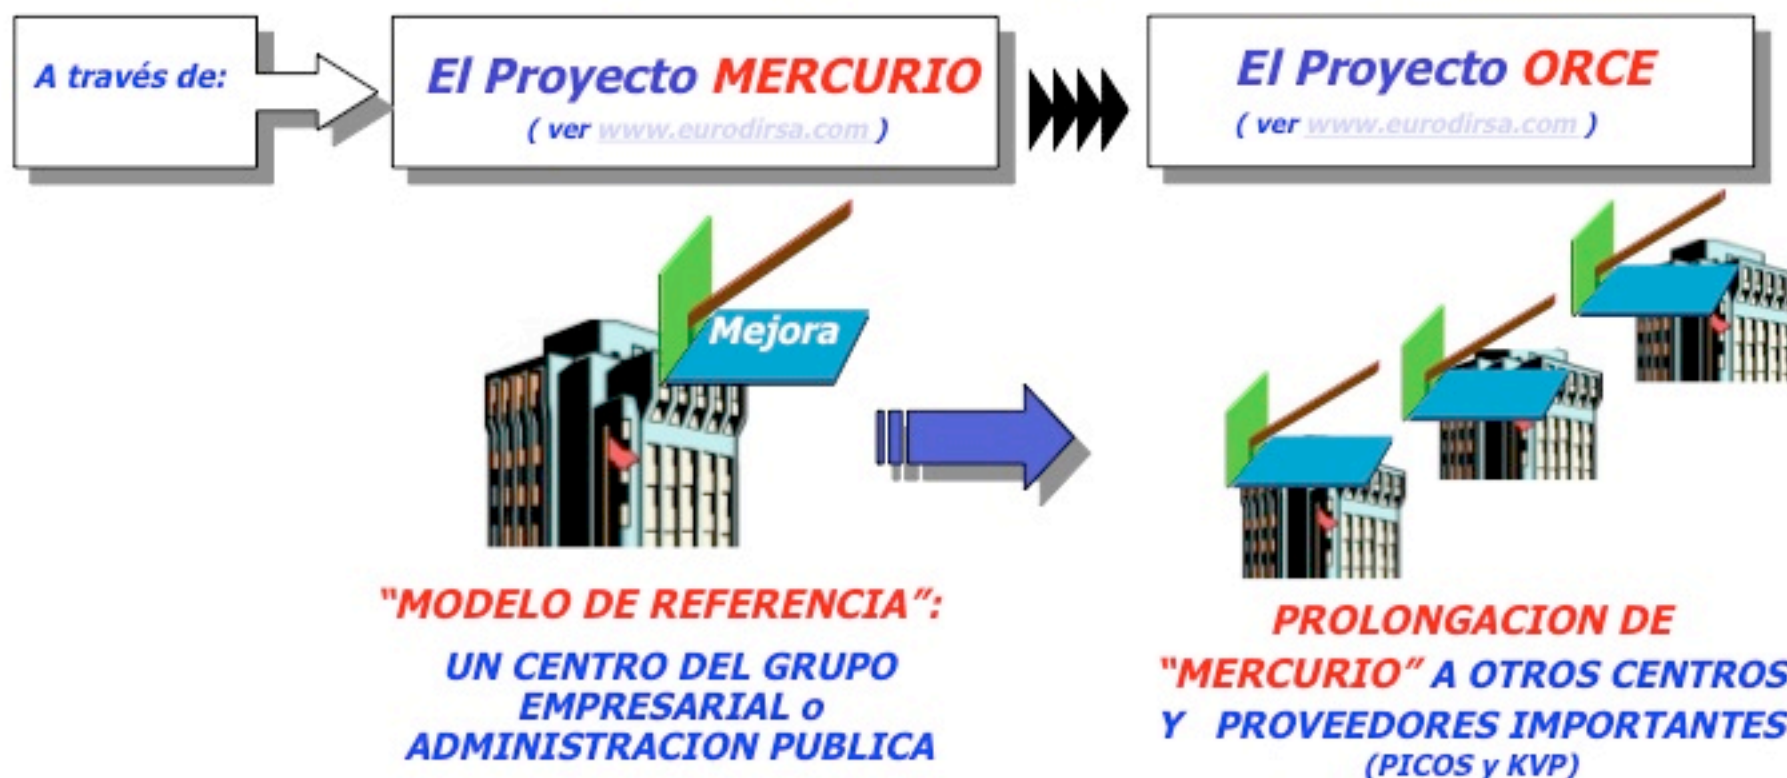 A través de:
El Proyecto MERCURIO
( ver www.eurodirsa.com )
El Proyecto ORCE
( ver www.eurodirsa.com )
Mejora
“MODELO DE REFERENCIA”:
UN CENTRO DEL GRUPO
EMPRESARIAL o
ADMINISTRACION PUBLICA
PROLONGACION DE
“MERCURIO” A OTROS CENTROS
Y PROVEEDORES IMPORTANTES
(PICOS y KVP)